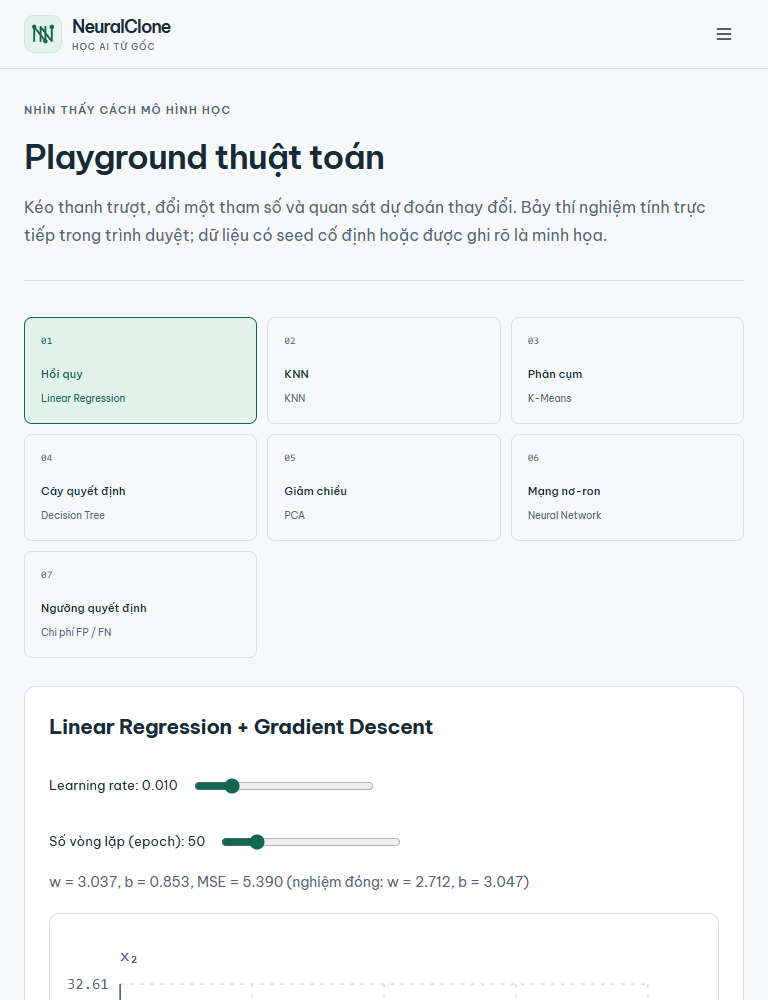 NeuralClone
HỌC AI TỪ GỐC
NHÌN THẤY CÁCH MÔ HÌNH HỌC
Playground thuật toán
Kéo thanh trượt, đổi một tham số và quan sát dự đoán thay đổi. Bảy thí nghiệm tính trực
tiếp trong trình duyệt; dữ liệu có seed cố định hoặc được ghi rõ là minh họa.
01
Hồi quy
Linear Regression
02
KNN
KNN
03
Phân cụm
K-Means
04
Cây quyết định
Decision Tree
05
Giảm chiều
PCA
06
Mạng nơ-ron
Neural Network
07
Ngưỡng quyết định
Chi phí FP / FN
Linear Regression + Gradient Descent
Learning rate: 0.010
Số vòng lặp (epoch): 50
w = 3.037, b = 0.853, MSE = 5.390 (nghiệm đóng: w = 2.712, b = 3.047)
x₂
32.61